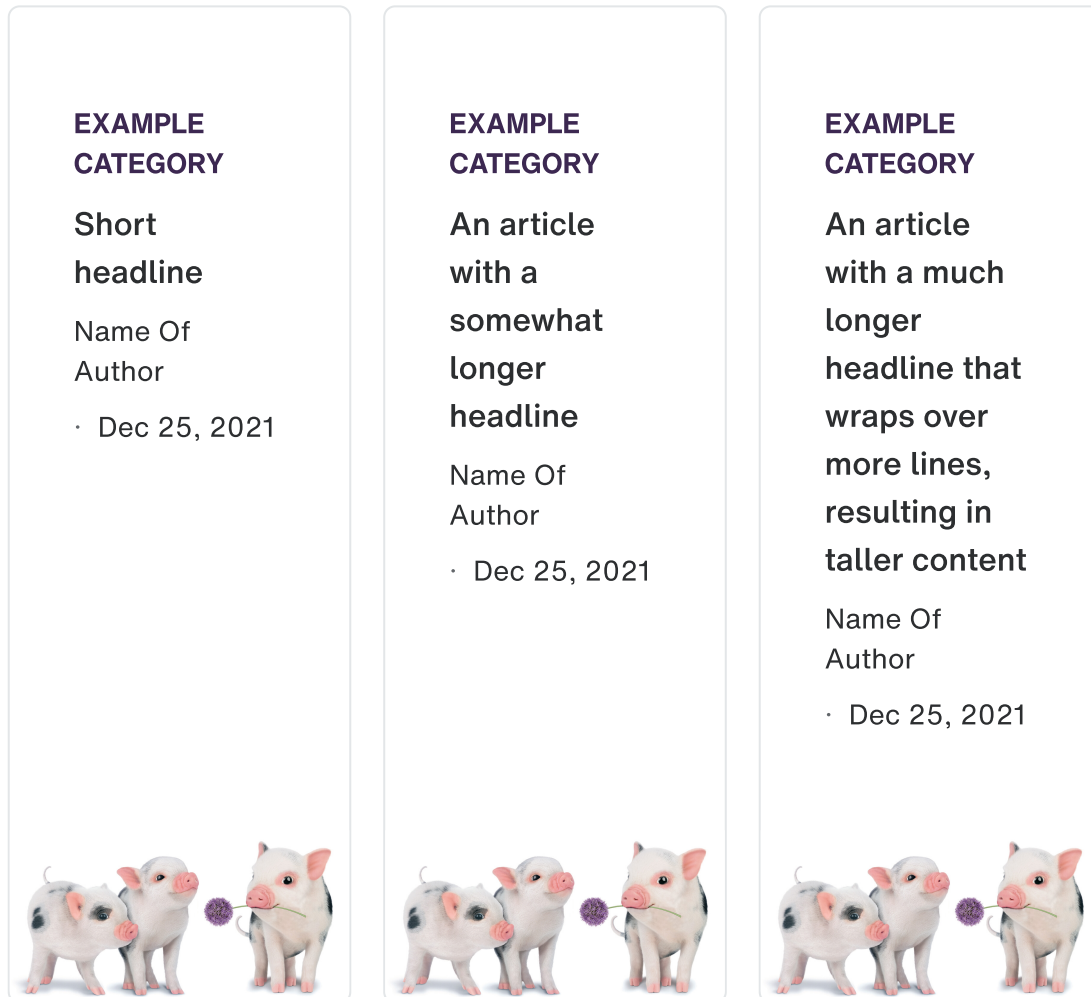 EXAMPLE
CATEGORY
Short
headline
Name Of
Author
· Dec 25, 2021
EXAMPLE
CATEGORY
An article
with a
somewhat
longer
headline
Name Of
Author
· Dec 25, 2021
EXAMPLE
CATEGORY
An article
with a much
longer
headline that
wraps over
more lines,
resulting in
taller content
Name Of
Author
· Dec 25, 2021